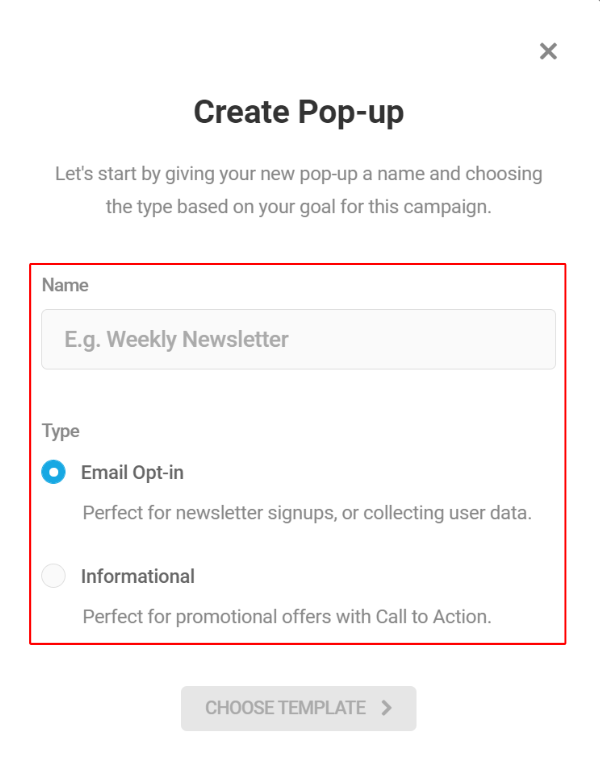 Create Pop-up
Let's start by giving your new pop-up a name and choosing
the type based on your goal for this campaign.
Name
E.g. Weekly Newsletter
Type
Email Opt-in
Perfect for newsletter signups, or collecting user data.
Informational
Perfect for promotional offers with Call to Action.
CHOOSE TEMPLATE